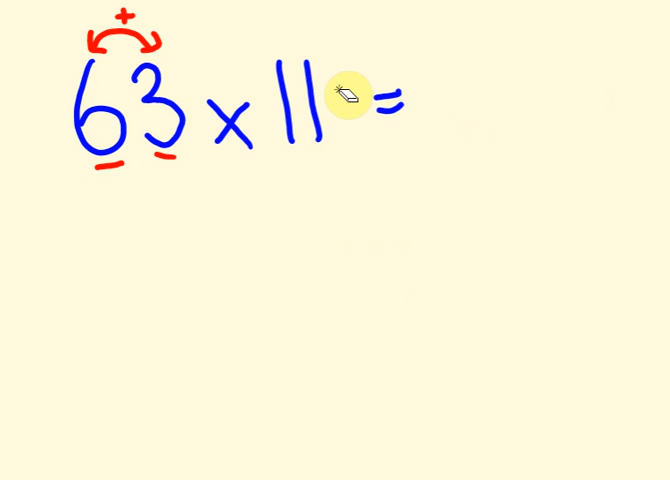 +
63 x 11 =